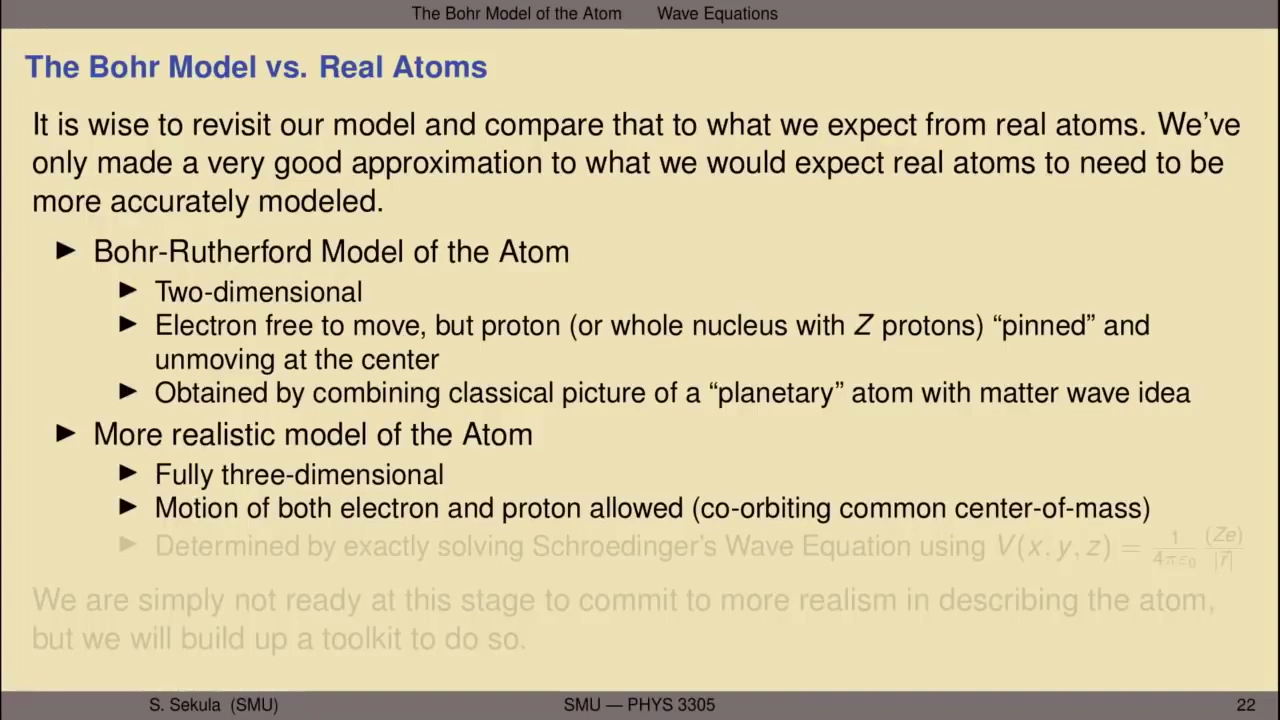 The Bohr Model of the Atom Wave Equations
The Bohr Model vs. Real Atoms
It is wise to revisit our model and compare that to what we expect from real atoms. We've
only made a very good approximation to what we would expect real atoms to need to be
more accurately modeled.
▶ Bohr-Rutherford Model of the Atom
▶ Two-dimensional
▶ Electron free to move, but proton (or whole nucleus with Z protons) “pinned” and
unmoving at the center
▶ Obtained by combining classical picture of a “planetary” atom with matter wave idea
▶ More realistic model of the Atom
▶ Fully three-dimensional
▶ Motion of both electron and proton allowed (co-orbiting common center-of-mass)
▶ Determined by exactly solving Schroedinger's Wave Equation using V(x, y, z) = \frac{1}{4πε₀} \frac{(Ze)}{|\vec{r}|}
We are simply not ready at this stage to commit to more realism in describing the atom,
but we will build up a toolkit to do so.
S. Sekula (SMU) SMU — PHYS 3305 22